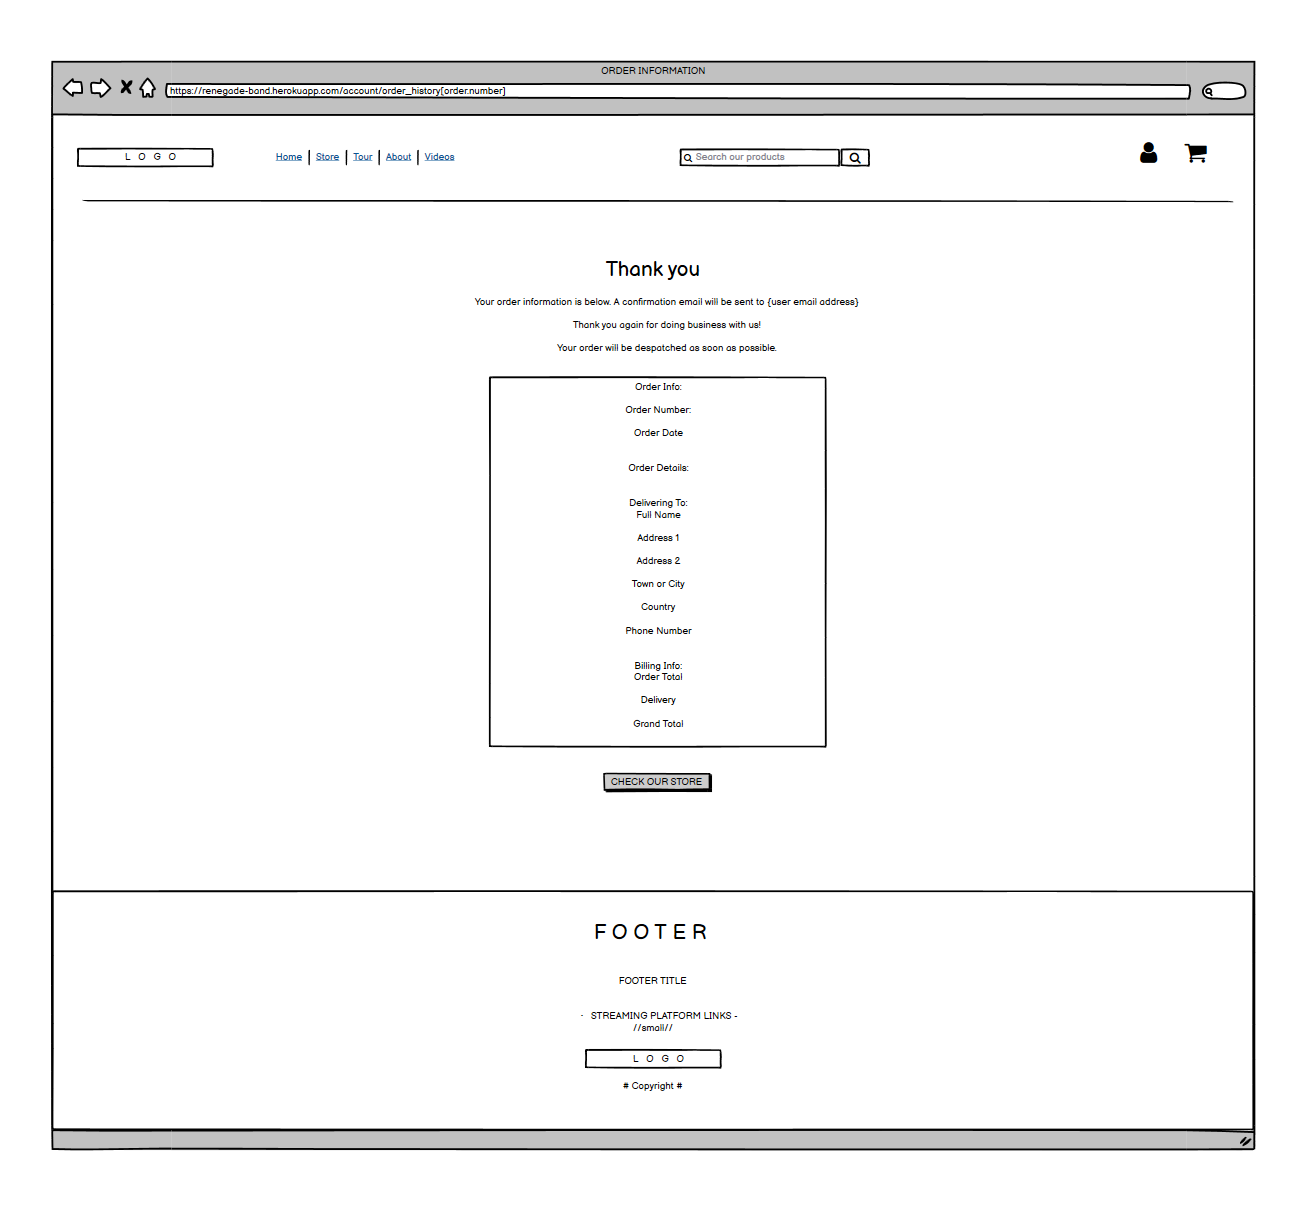 ORDER INFORMATION
https://renegade-band.herokuapp.com/account/order_history[order.number]
L O G O
Home | Store | Tour | About | Videos
Search our products
Thank you
Your order information is below. A confirmation email will be sent to {user email address}
Thank you again for doing business with us!
Your order will be despatched as soon as possible.
Order Info:
Order Number:
Order Date
Order Details:
Delivering To:
Full Name
Address 1
Address 2
Town or City
Country
Phone Number
Billing Info:
Order Total
Delivery
Grand Total
CHECK OUR STORE
F O O T E R
FOOTER TITLE
- STREAMING PLATFORM LINKS -
//small//
L O G O
# Copyright #